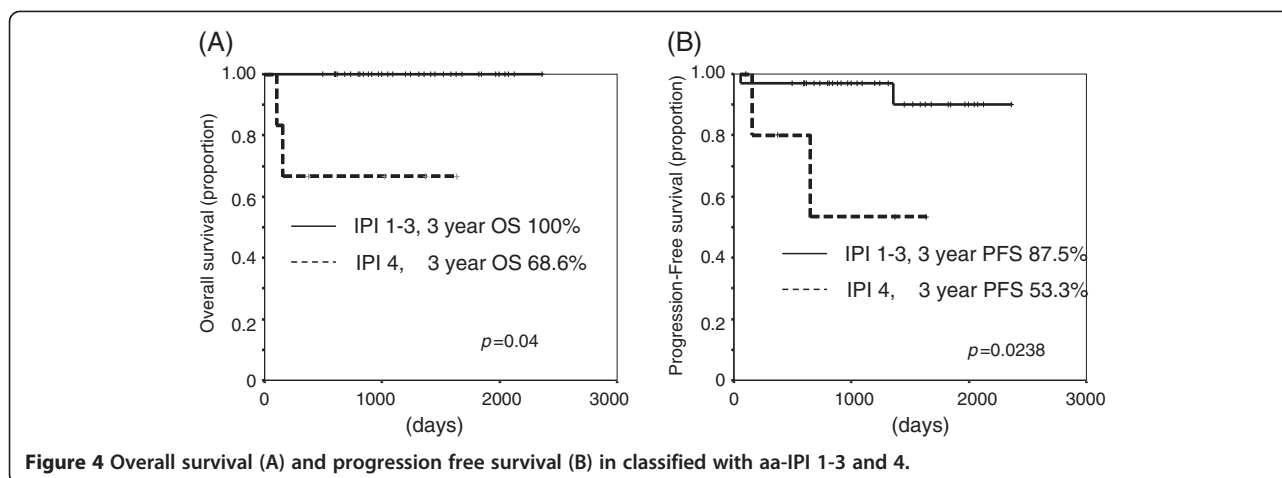 (A)
Overall survival (proportion)
1.00
0.8
0.6
0.4
0.2
0
IPI 1-3, 3 year OS 100%
IPI 4, 3 year OS 68.6%
p=0.04
0 1000 2000 3000
(days)
(B)
Progression-Free survival (proportion)
1.00
0.8
0.6
0.4
0.2
0
IPI 1-3, 3 year PFS 87.5%
IPI 4, 3 year PFS 53.3%
p=0.0238
0 1000 2000 3000
(days)
Figure 4 Overall survival (A) and progression free survival (B) in classified with aa-IPI 1-3 and 4.